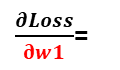 ∂Loss
∂w1 =